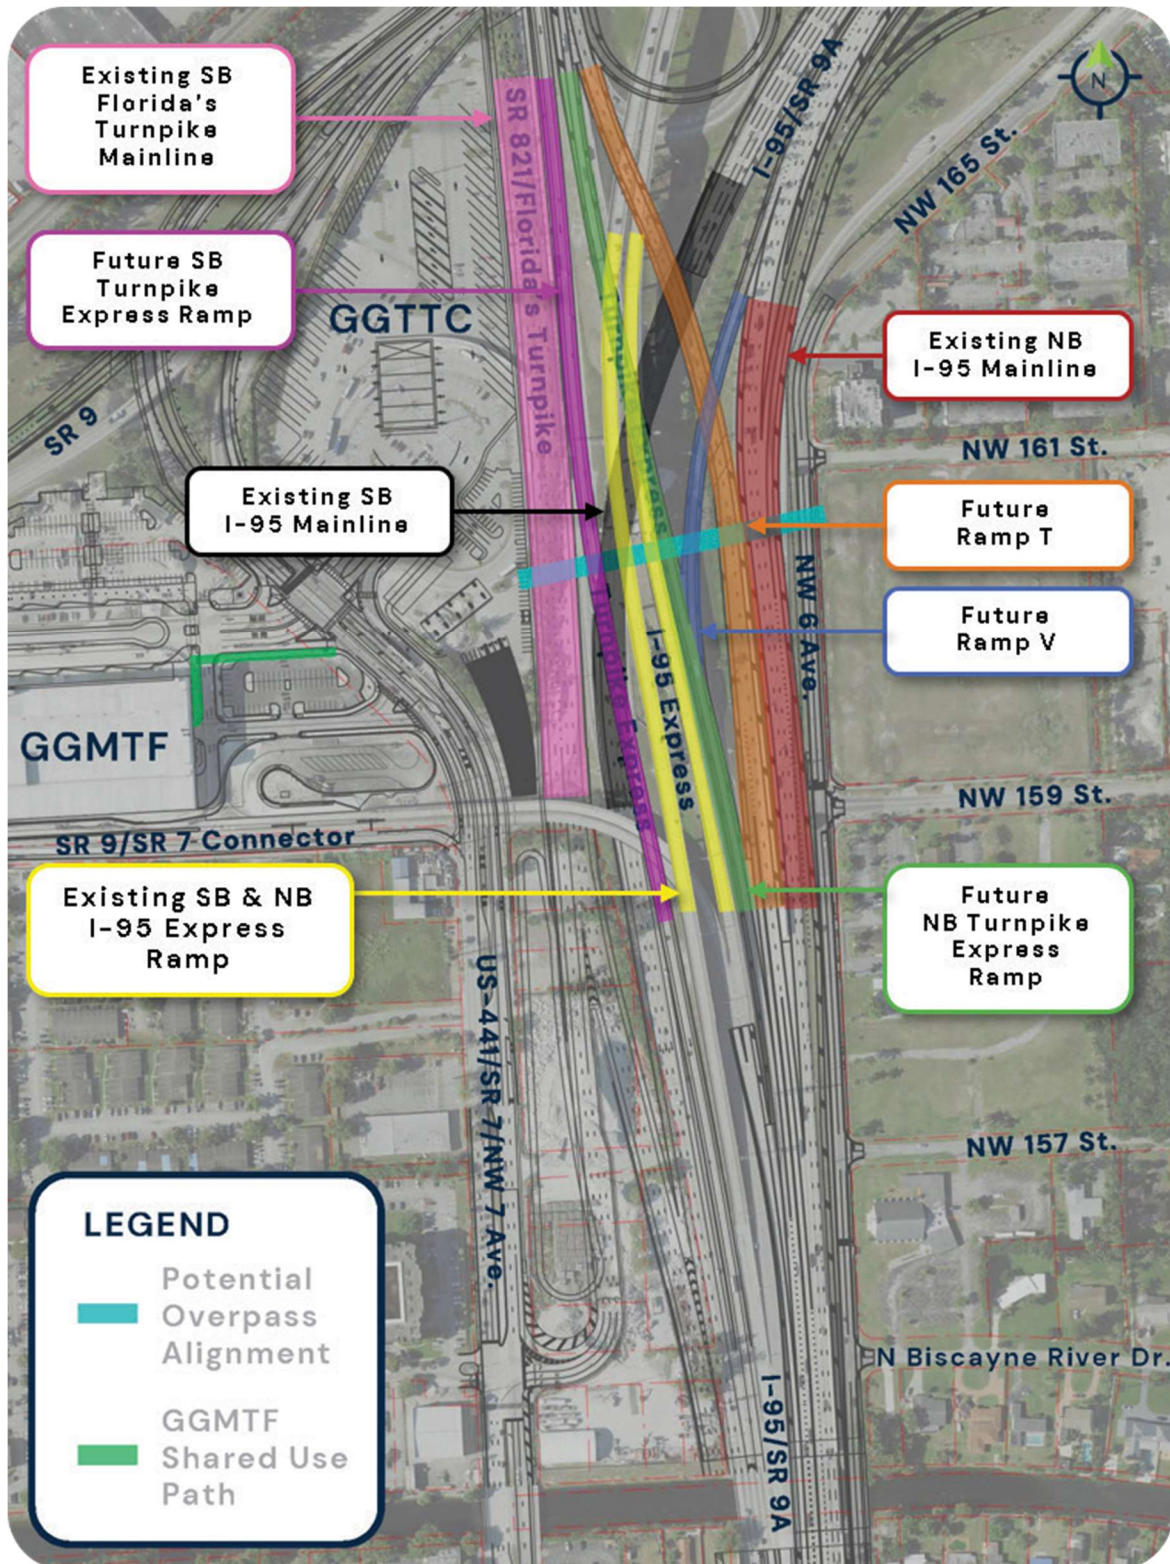 Existing SB
Florida's
Turnpike
Mainline
SR 821/Florida's Turnpike
I-95/SR 9A
N
NW 165 St.
Future SB
Turnpike
Express Ramp
GGTTC
Turnpike Express
Existing NB
I-95 Mainline
SR 9
NW 161 St.
Existing SB
I-95 Mainline
Future
Ramp T
NW 6 Ave.
Future
Ramp V
Turnpike Express
I-95 Express
GGMTF
NW 159 St.
SR 9/SR 7 Connector
Existing SB & NB
I-95 Express
Ramp
Future
NB Turnpike
Express
Ramp
US-441/SR 7/NW 7 Ave.
NW 157 St.
LEGEND
Potential
Overpass
Alignment
GGMTF
Shared Use
Path
N Biscayne River Dr.
I-95/SR 9A